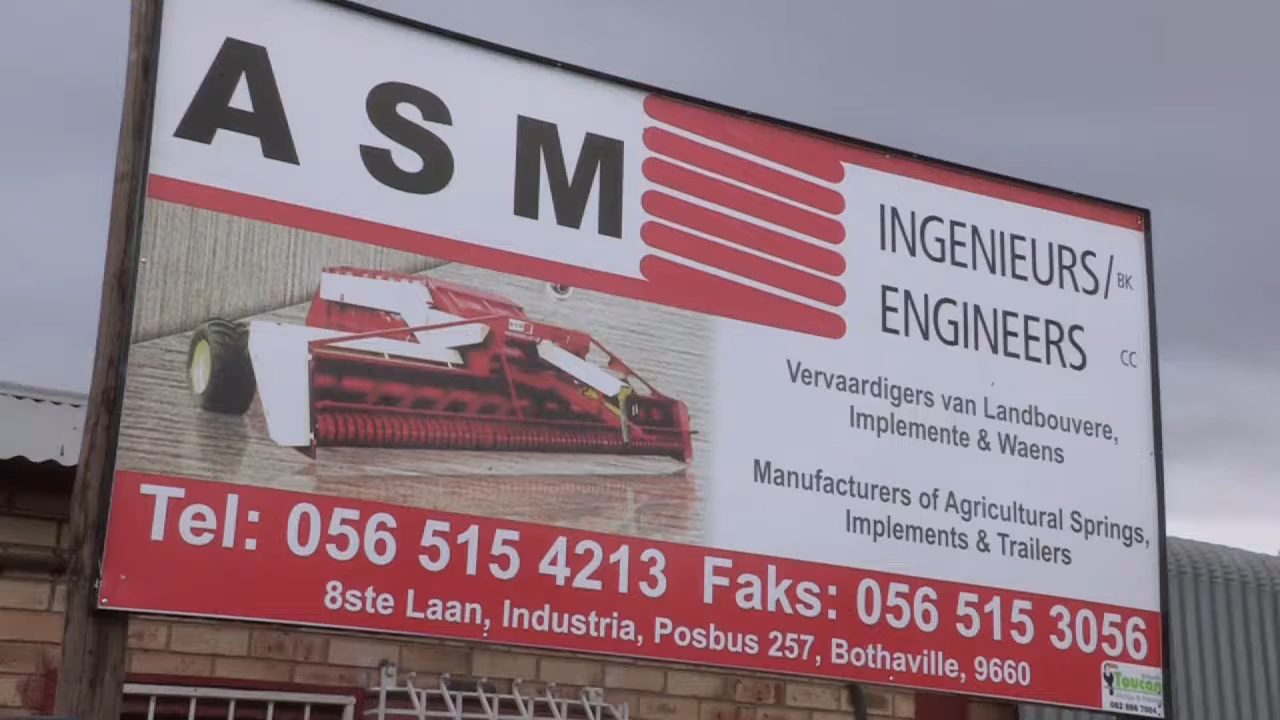 ASM
INGENIEURS/BK
ENGINEERS CC
Vervaardigers van Landbouvere,
Implemente & Waens
Manufacturers of Agricultural Springs,
Implements & Trailers
Tel: 056 515 4213 Faks: 056 515 3056
8ste Laan, Industria, Posbus 257, Bothaville, 9660
Toucan